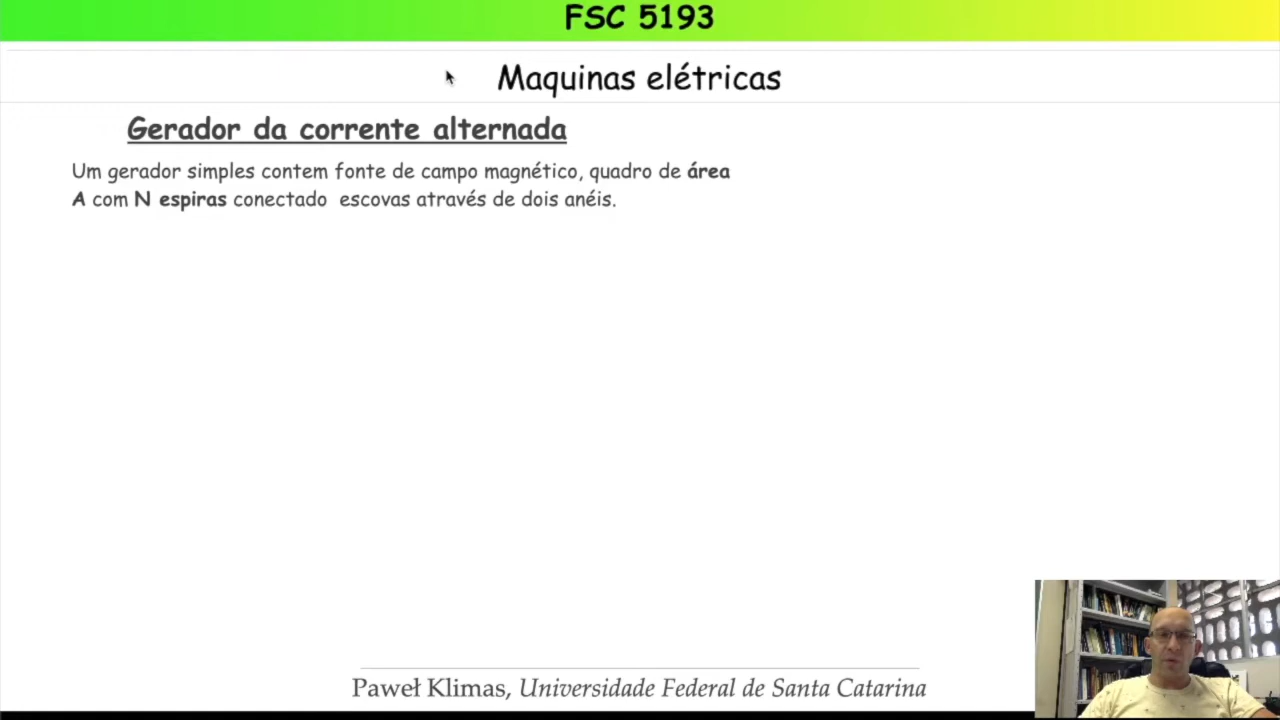 FSC 5193
Maquinas elétricas
Gerador da corrente alternada
Um gerador simples contem fonte de campo magnético, quadro de área
A com N espiras conectado escovas através de dois anéis.
Paweł Klimas, Universidade Federal de Santa Catarina